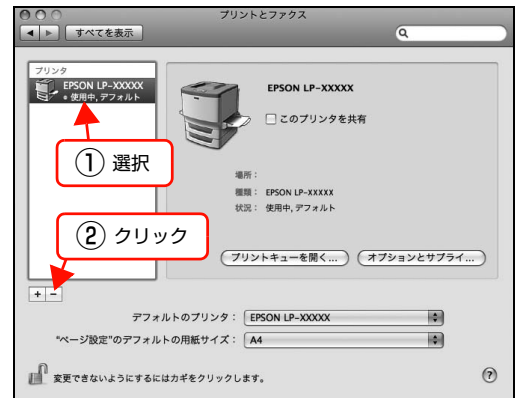 プリントとファクス
すべてを表示
プリンタ
EPSON LP-XXXXX
使用中, デフォルト
① 選択
② クリック
EPSON LP-XXXXX
このプリンタを共有
場所：
種類： EPSON LP-XXXXX
状況： 使用中, デフォルト
プリントキューを開く...
オプションとサプライ...
+ −
デフォルトのプリンタ： EPSON LP-XXXXX
"ページ設定"のデフォルトの用紙サイズ： A4
変更できないようにするにはカギをクリックします。
?